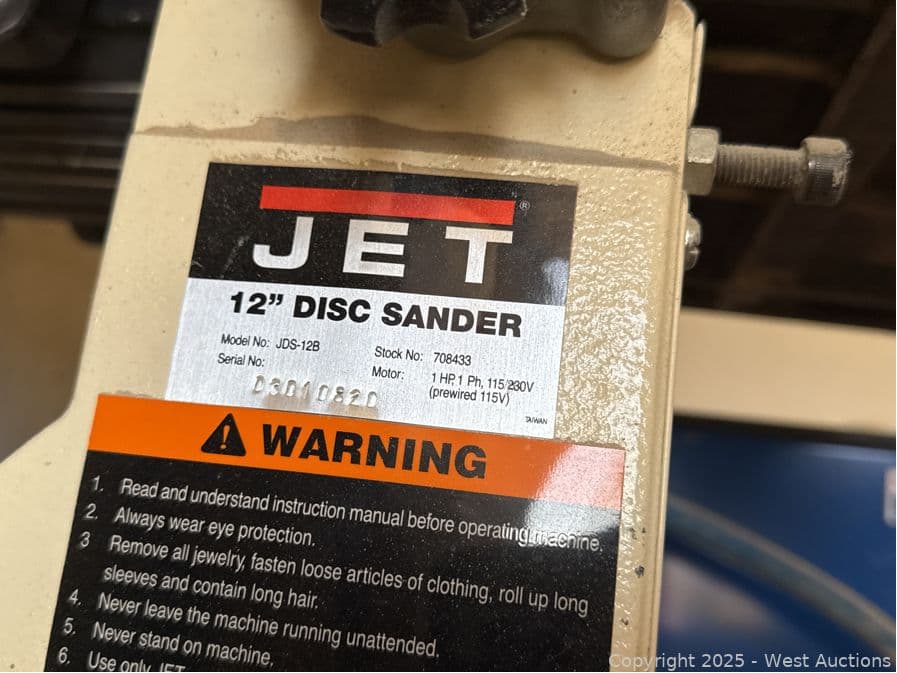 JET®
12” DISC SANDER
Model No: JDS-12B
Stock No: 708433
Serial No:
Motor: 1 HP, 1 Ph, 115/230V
(prewired 115V)
TAIWAN
WARNING
1. Read and understand instruction manual before operating machine.
2. Always wear eye protection.
3 Remove all jewelry, fasten loose articles of clothing, roll up long
sleeves and contain long hair.
4. Never leave the machine running unattended.
5. Never stand on machine.
6. Use only JET
Copyright 2025 - West Auctions